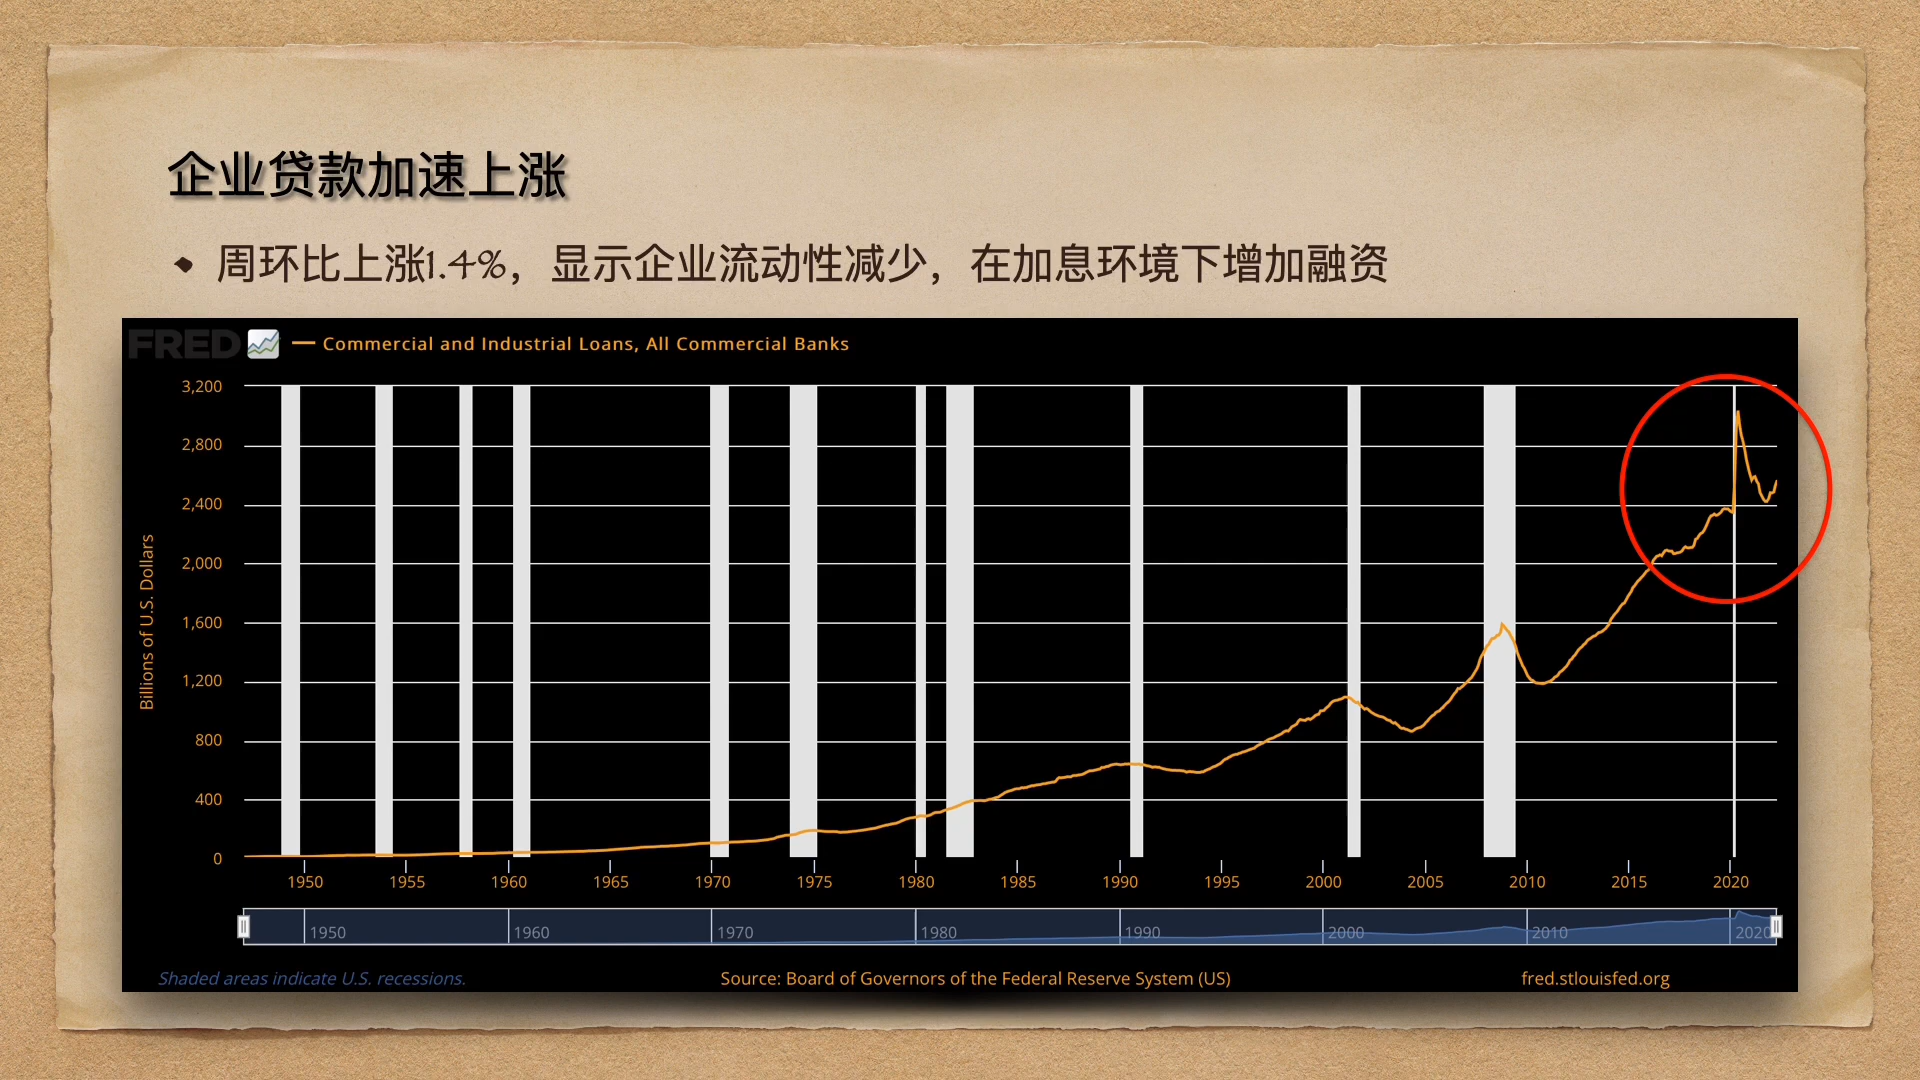 企业贷款加速上涨
周环比上涨1.4%，显示企业流动性减少，在加息环境下增加融资
FRED — Commercial and Industrial Loans, All Commercial Banks
Billions of U.S. Dollars
3,200
2,800
2,400
2,000
1,600
1,200
800
400
0
1950 1955 1960 1965 1970 1975 1980 1985 1990 1995 2000 2005 2010 2015 2020
1950 1960 1970 1980 1990 2000 2010 2020
Shaded areas indicate U.S. recessions. Source: Board of Governors of the Federal Reserve System (US) fred.stlouisfed.org